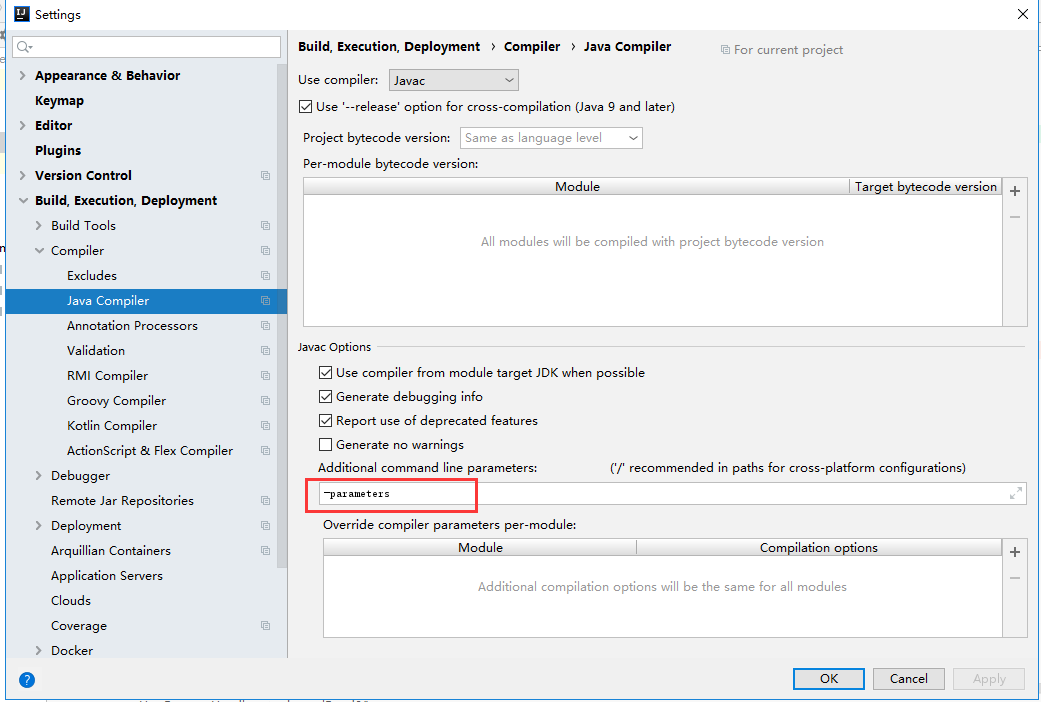 Settings
Appearance & Behavior
Keymap
Editor
Plugins
Version Control
Build, Execution, Deployment
Build Tools
Compiler
Excludes
Java Compiler
Annotation Processors
Validation
RMI Compiler
Groovy Compiler
Kotlin Compiler
ActionScript & Flex Compiler
Debugger
Remote Jar Repositories
Deployment
Arquillian Containers
Application Servers
Clouds
Coverage
Docker
?
Build, Execution, Deployment › Compiler › Java Compiler
For current project
Use compiler: Javac
Use '--release' option for cross-compilation (Java 9 and later)
Project bytecode version: Same as language level
Per-module bytecode version:
Module Target bytecode version
All modules will be compiled with project bytecode version
Javac Options
Use compiler from module target JDK when possible
Generate debugging info
Report use of deprecated features
Generate no warnings
Additional command line parameters: ('/' recommended in paths for cross-platform configurations)
-parameters
Override compiler parameters per-module:
Module Compilation options
Additional compilation options will be the same for all modules
OK Cancel Apply